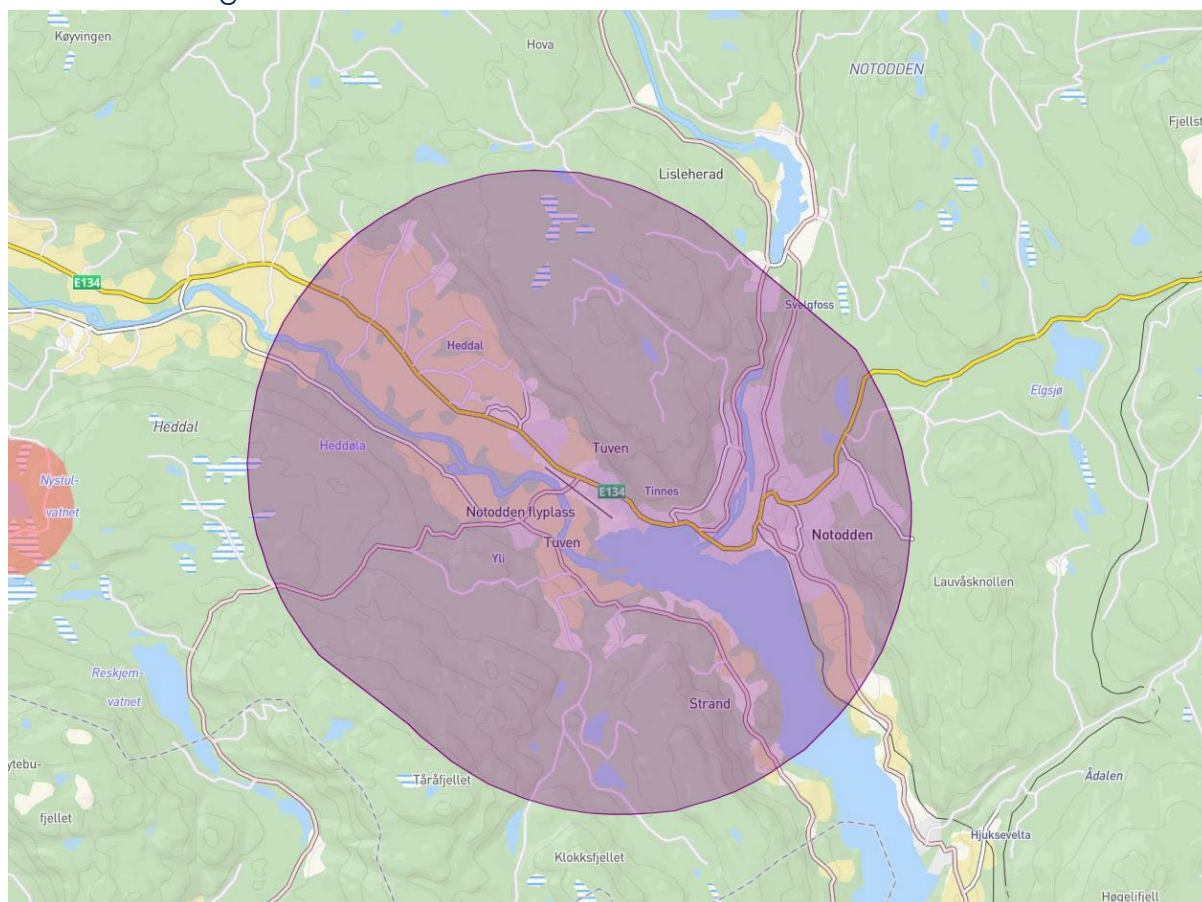 Køyvingen
Hova
NOTODDEN
Fjellst
Lisleherad
E134
Svelgfoss
Heddal
Elgsjø
Heddal
Heddøla
Tuven
E134
Tinnes
Nystul-
vatnet
Notodden flyplass
Tuven
Notodden
Yli
Lauvåsknollen
Reskjem-
vatnet
Strand
ytebu-
fjellet
Tåråfjellet
Ådalen
Hjuksevelta
Klokksfjellet
Høgelifjell